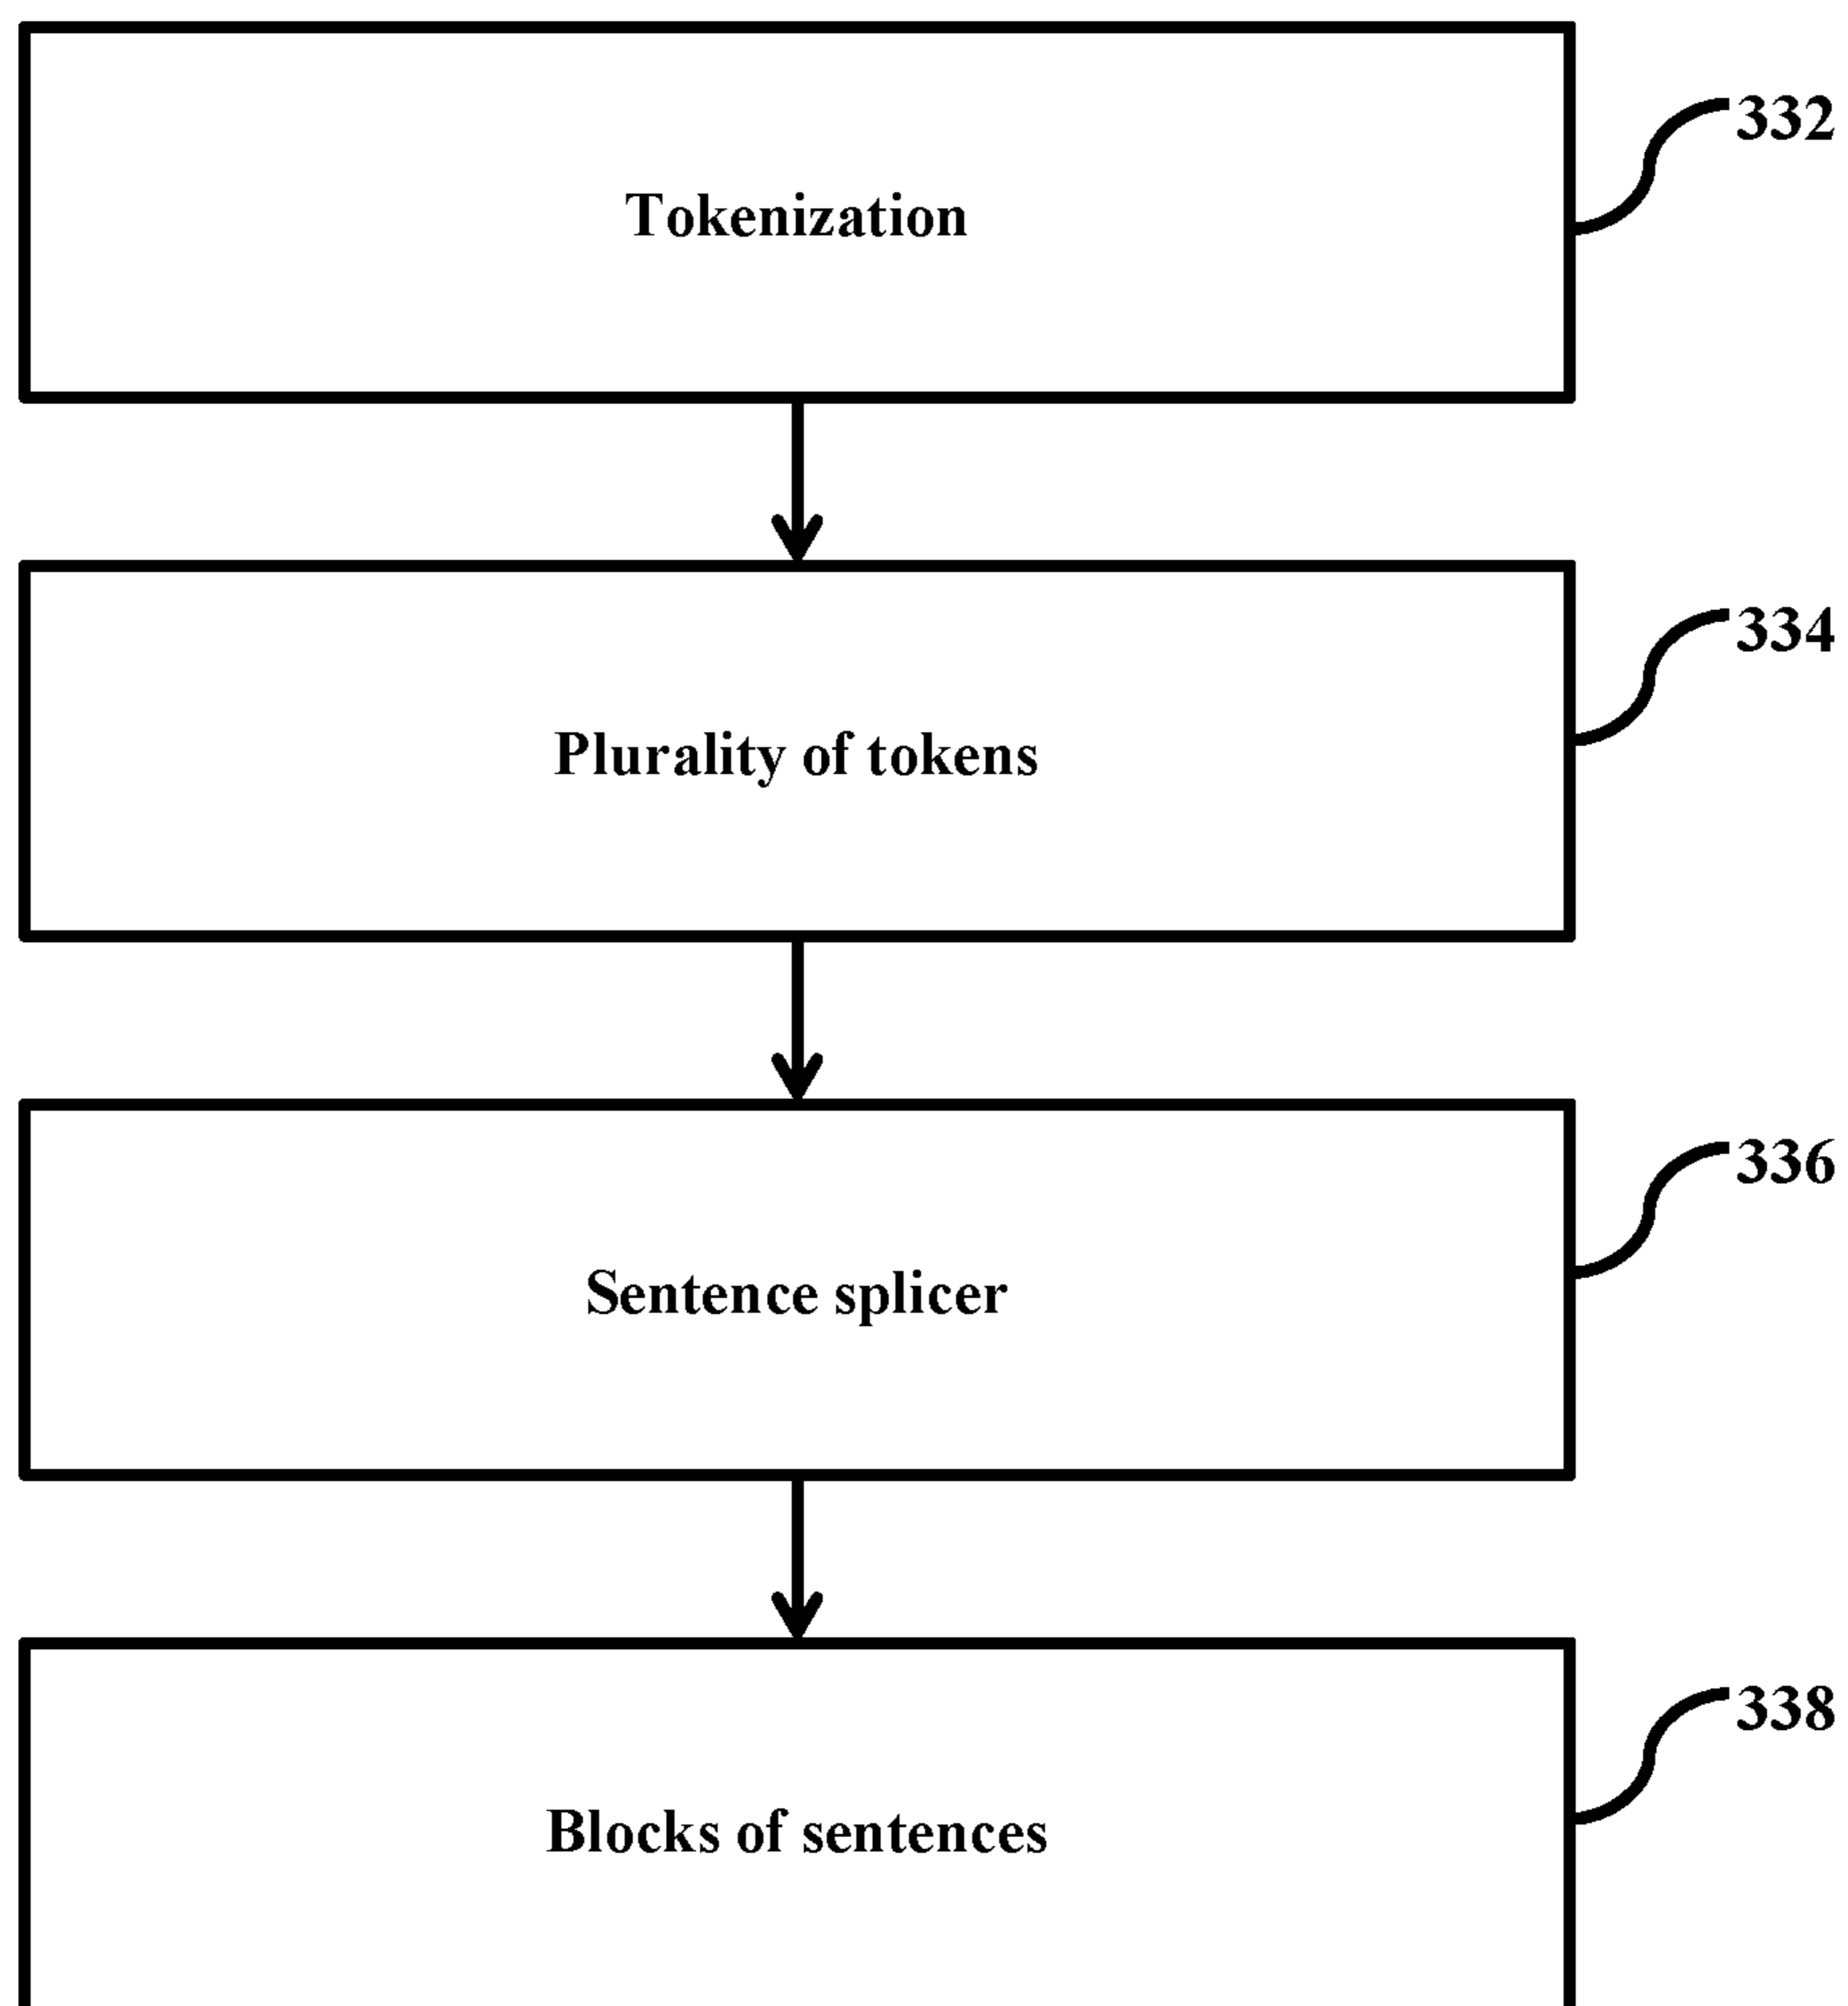 332
Tokenization
334
Plurality of tokens
336
Sentence splicer
338
Blocks of sentences